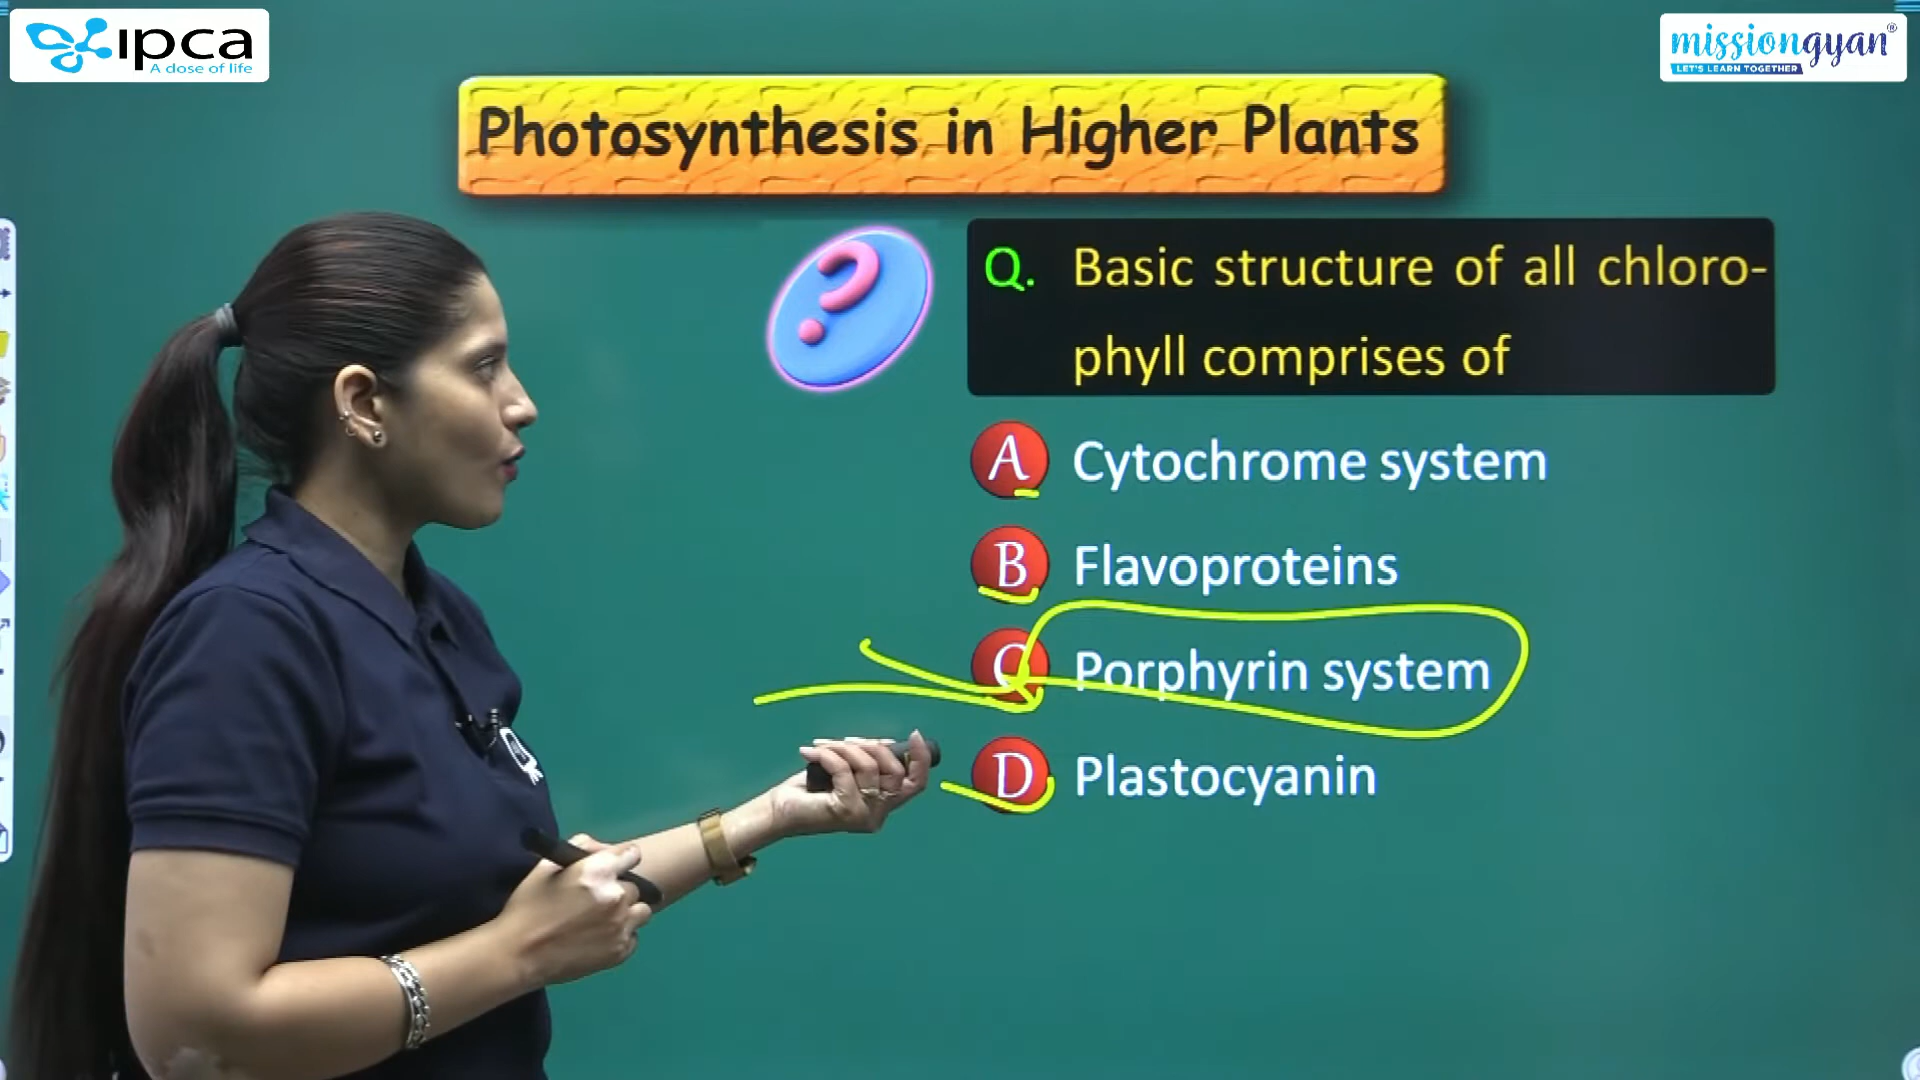 ipca
A dose of life
missiongyan®
LET'S LEARN TOGETHER
Photosynthesis in Higher Plants
Q. Basic structure of all chloro-
phyll comprises of
A Cytochrome system
B Flavoproteins
C Porphyrin system
D Plastocyanin